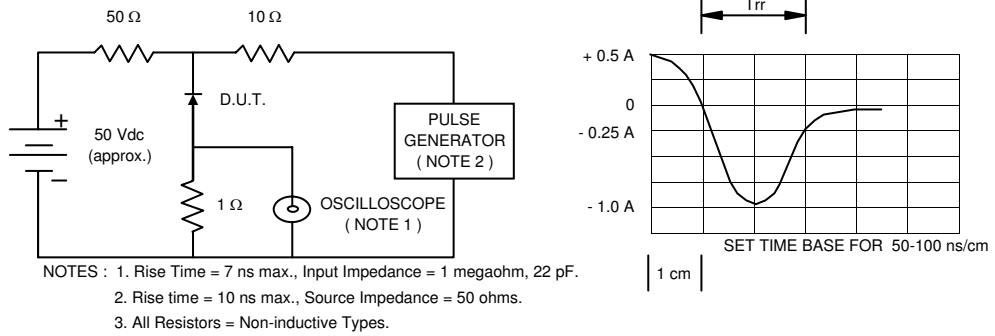 50 Ω
10 Ω
D.U.T.
+
50 Vdc
(approx.)
−
PULSE
GENERATOR
( NOTE 2 )
1 Ω
OSCILLOSCOPE
( NOTE 1 )
Trr
+ 0.5 A
0
- 0.25 A
- 1.0 A
SET TIME BASE FOR 50-100 ns/cm
1 cm
NOTES : 1. Rise Time = 7 ns max., Input Impedance = 1 megaohm, 22 pF.
2. Rise time = 10 ns max., Source Impedance = 50 ohms.
3. All Resistors = Non-inductive Types.